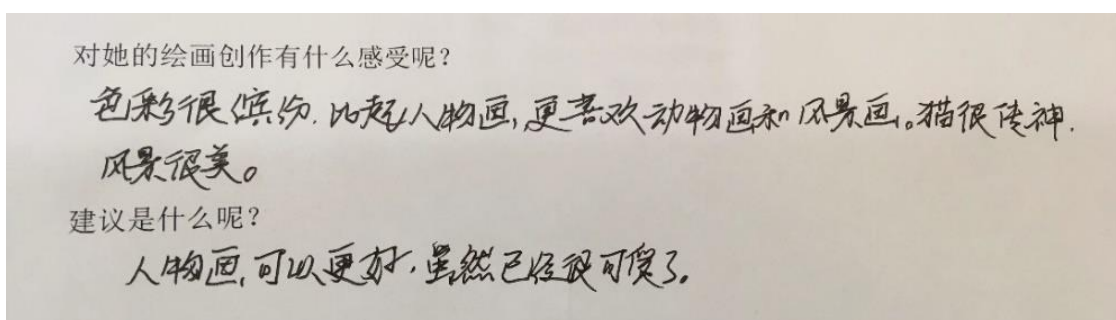 对她的绘画创作有什么感受呢？
色彩很缤纷.比起人物画,更喜欢动物画和风景画。猫很传神.
风景很美。
建议是什么呢？
人物画,可以更好.虽然已经很可爱了。